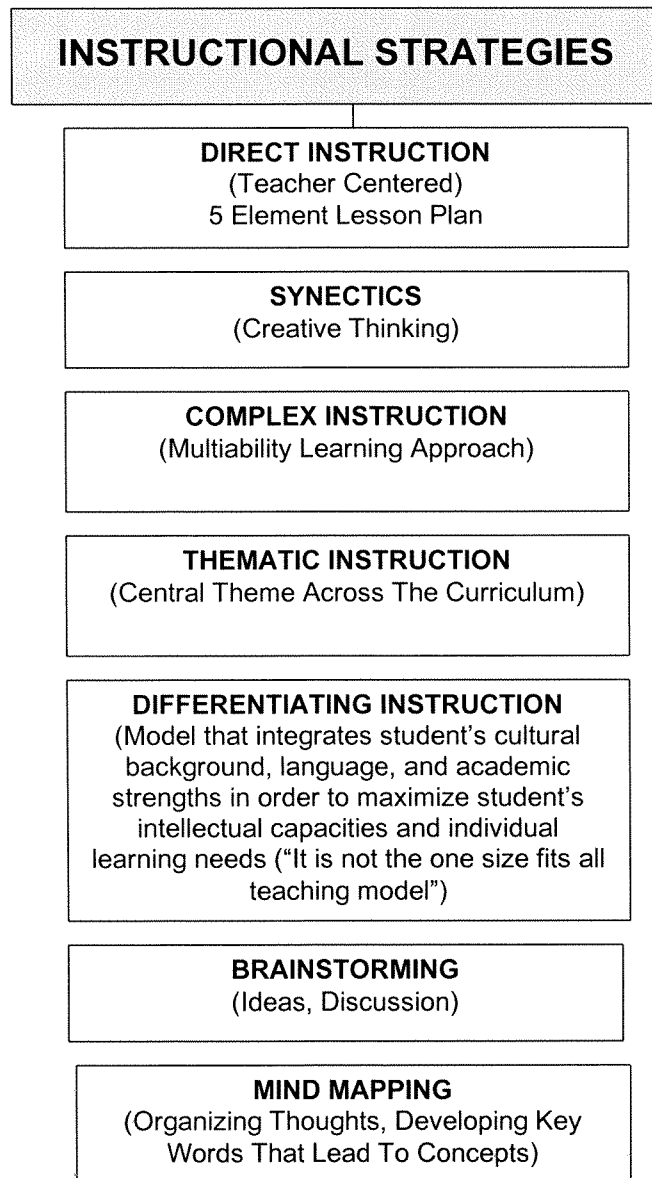 INSTRUCTIONAL STRATEGIES
DIRECT INSTRUCTION
(Teacher Centered)
5 Element Lesson Plan
SYNECTICS
(Creative Thinking)
COMPLEX INSTRUCTION
(Multiability Learning Approach)
THEMATIC INSTRUCTION
(Central Theme Across The Curriculum)
DIFFERENTIATING INSTRUCTION
(Model that integrates student's cultural
background, language, and academic
strengths in order to maximize student's
intellectual capacities and individual
learning needs (“It is not the one size fits all
teaching model”)
BRAINSTORMING
(Ideas, Discussion)
MIND MAPPING
(Organizing Thoughts, Developing Key
Words That Lead To Concepts)